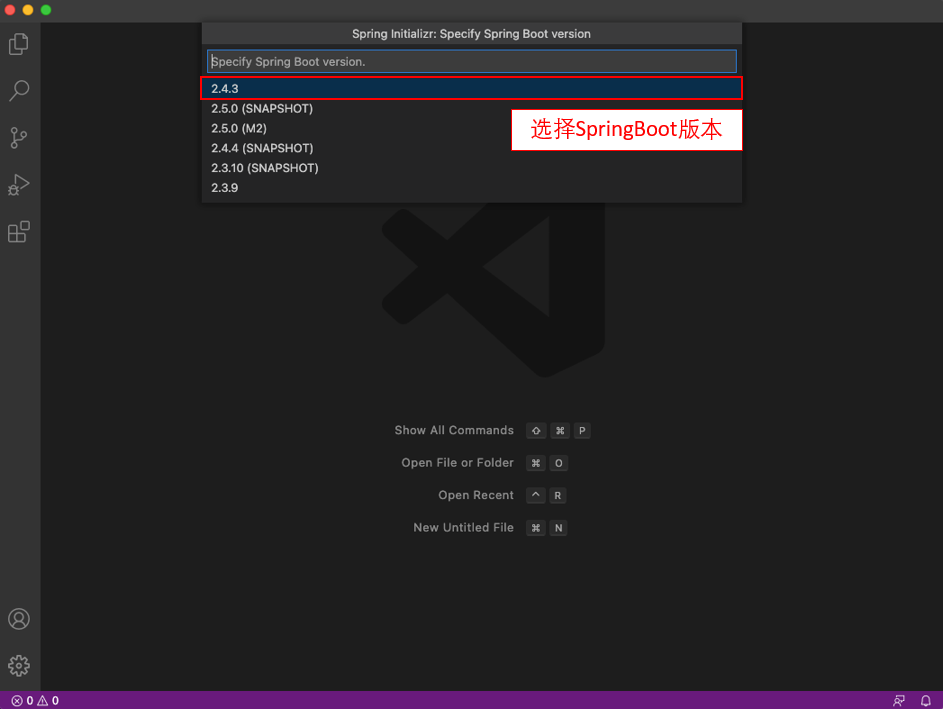 Spring Initializr: Specify Spring Boot version
Specify Spring Boot version.
2.4.3
2.5.0 (SNAPSHOT)
2.5.0 (M2)
2.4.4 (SNAPSHOT)
2.3.10 (SNAPSHOT)
2.3.9
选择SpringBoot版本
Show All Commands ⇧ ⌘ P
Open File or Folder ⌘ O
Open Recent ^ R
New Untitled File ⌘ N
0 0